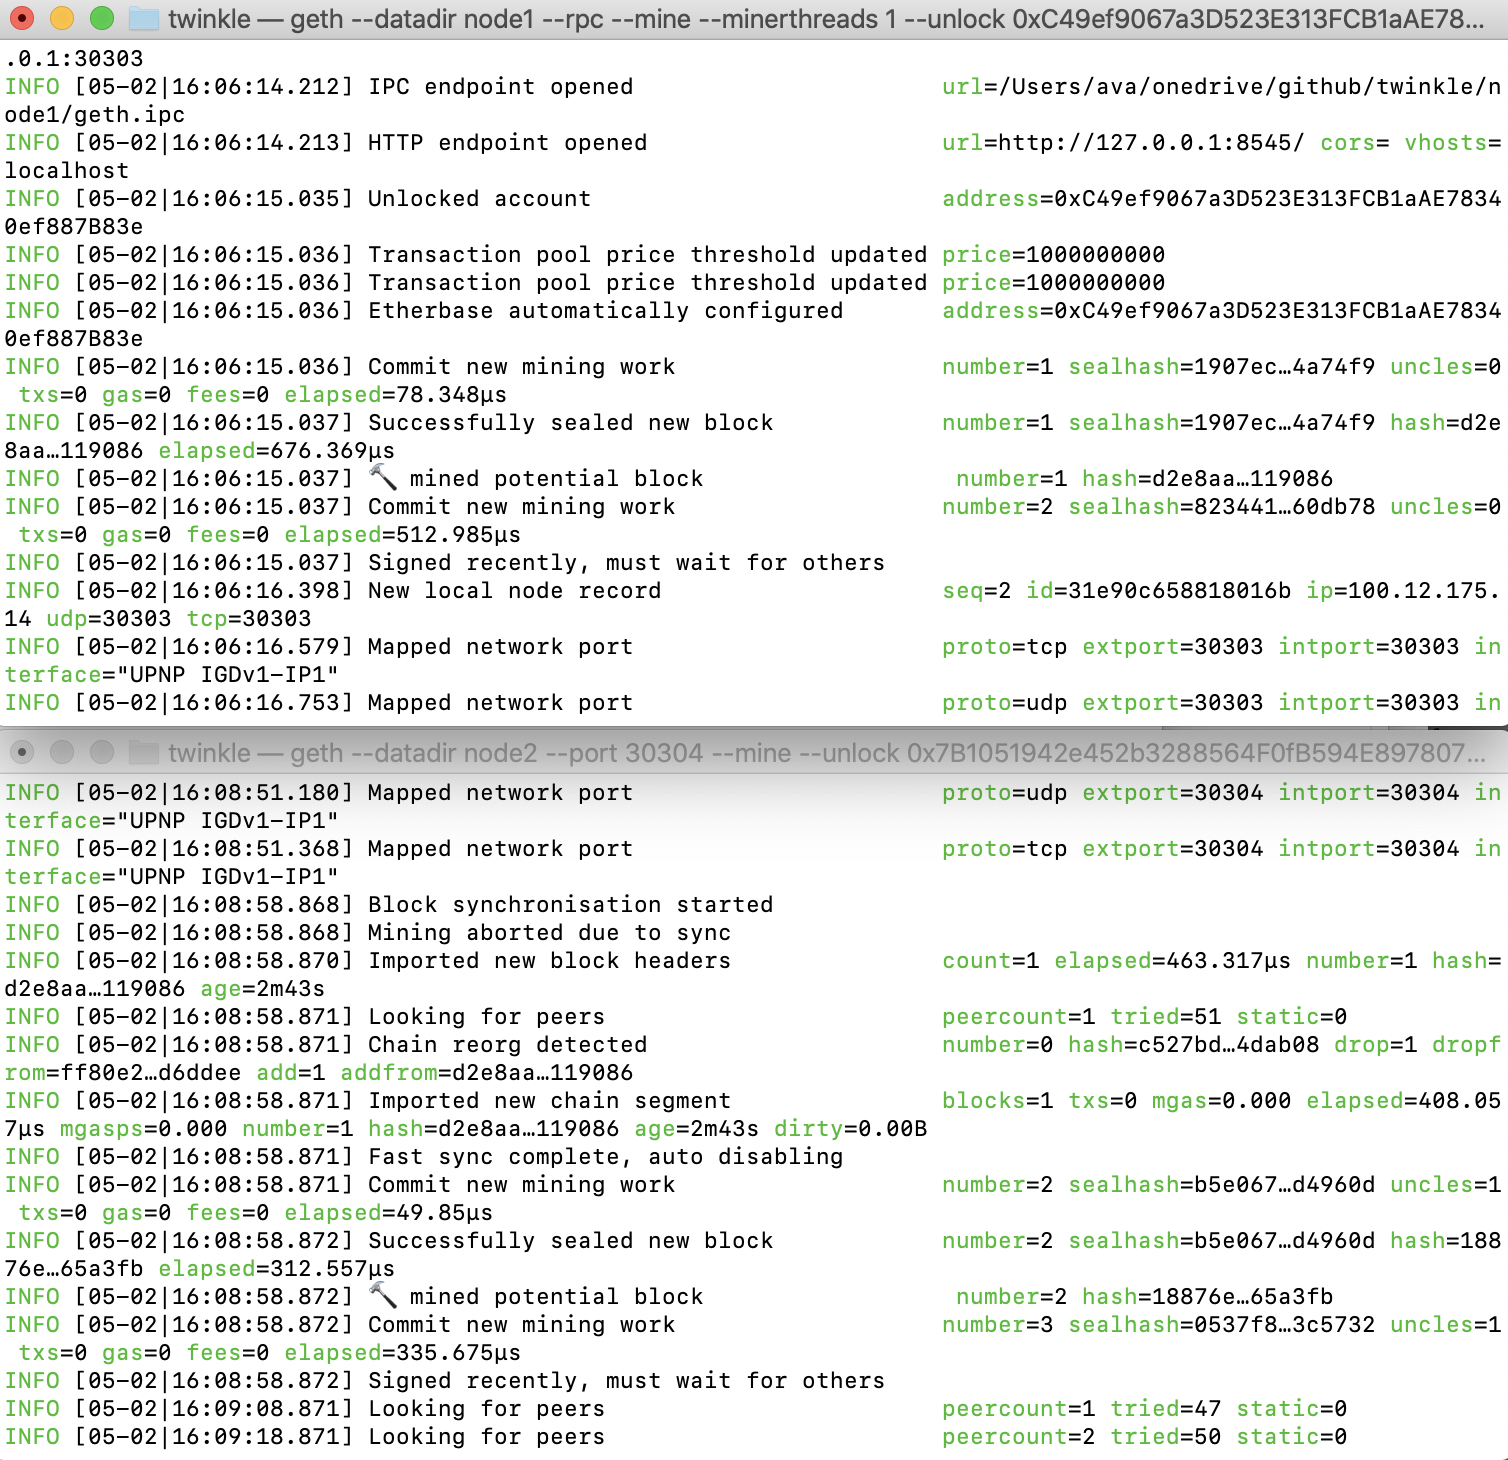 twinkle — geth --datadir node1 --rpc --mine --minerthreads 1 --unlock 0xC49ef9067a3D523E313FCB1aAE78...
.0.1:30303
INFO [05-02|16:06:14.212] IPC endpoint opened                      url=/Users/ava/onedrive/github/twinkle/n
ode1/geth.ipc
INFO [05-02|16:06:14.213] HTTP endpoint opened                     url=http://127.0.0.1:8545/ cors= vhosts=
localhost
INFO [05-02|16:06:15.035] Unlocked account                         address=0xC49ef9067a3D523E313FCB1aAE7834
0ef887B83e
INFO [05-02|16:06:15.036] Transaction pool price threshold updated price=1000000000
INFO [05-02|16:06:15.036] Transaction pool price threshold updated price=1000000000
INFO [05-02|16:06:15.036] Etherbase automatically configured       address=0xC49ef9067a3D523E313FCB1aAE7834
0ef887B83e
INFO [05-02|16:06:15.036] Commit new mining work                   number=1 sealhash=1907ec…4a74f9 uncles=0
 txs=0 gas=0 fees=0 elapsed=78.348µs
INFO [05-02|16:06:15.037] Successfully sealed new block            number=1 sealhash=1907ec…4a74f9 hash=d2e
8aa…119086 elapsed=676.369µs
INFO [05-02|16:06:15.037] 🔨 mined potential block                  number=1 hash=d2e8aa…119086
INFO [05-02|16:06:15.037] Commit new mining work                   number=2 sealhash=823441…60db78 uncles=0
 txs=0 gas=0 fees=0 elapsed=512.985µs
INFO [05-02|16:06:15.037] Signed recently, must wait for others
INFO [05-02|16:06:16.398] New local node record                    seq=2 id=31e90c658818016b ip=100.12.175.
14 udp=30303 tcp=30303
INFO [05-02|16:06:16.579] Mapped network port                      proto=tcp extport=30303 intport=30303 in
terface="UPNP IGDv1-IP1"
INFO [05-02|16:06:16.753] Mapped network port                      proto=udp extport=30303 intport=30303 in
twinkle — geth --datadir node2 --port 30304 --mine --unlock 0x7B1051942e452b3288564F0fB594E897807...
INFO [05-02|16:08:51.180] Mapped network port                      proto=udp extport=30304 intport=30304 in
terface="UPNP IGDv1-IP1"
INFO [05-02|16:08:51.368] Mapped network port                      proto=tcp extport=30304 intport=30304 in
terface="UPNP IGDv1-IP1"
INFO [05-02|16:08:58.868] Block synchronisation started
INFO [05-02|16:08:58.868] Mining aborted due to sync
INFO [05-02|16:08:58.870] Imported new block headers               count=1 elapsed=463.317µs number=1 hash=
d2e8aa…119086 age=2m43s
INFO [05-02|16:08:58.871] Looking for peers                        peercount=1 tried=51 static=0
INFO [05-02|16:08:58.871] Chain reorg detected                     number=0 hash=c527bd…4dab08 drop=1 dropf
rom=ff80e2…d6ddee add=1 addfrom=d2e8aa…119086
INFO [05-02|16:08:58.871] Imported new chain segment               blocks=1 txs=0 mgas=0.000 elapsed=408.05
7µs mgasps=0.000 number=1 hash=d2e8aa…119086 age=2m43s dirty=0.00B
INFO [05-02|16:08:58.871] Fast sync complete, auto disabling
INFO [05-02|16:08:58.871] Commit new mining work                   number=2 sealhash=b5e067…d4960d uncles=1
 txs=0 gas=0 fees=0 elapsed=49.85µs
INFO [05-02|16:08:58.872] Successfully sealed new block            number=2 sealhash=b5e067…d4960d hash=188
76e…65a3fb elapsed=312.557µs
INFO [05-02|16:08:58.872] 🔨 mined potential block                  number=2 hash=18876e…65a3fb
INFO [05-02|16:08:58.872] Commit new mining work                   number=3 sealhash=0537f8…3c5732 uncles=1
 txs=0 gas=0 fees=0 elapsed=335.675µs
INFO [05-02|16:08:58.872] Signed recently, must wait for others
INFO [05-02|16:09:08.871] Looking for peers                        peercount=1 tried=47 static=0
INFO [05-02|16:09:18.871] Looking for peers                        peercount=2 tried=50 static=0